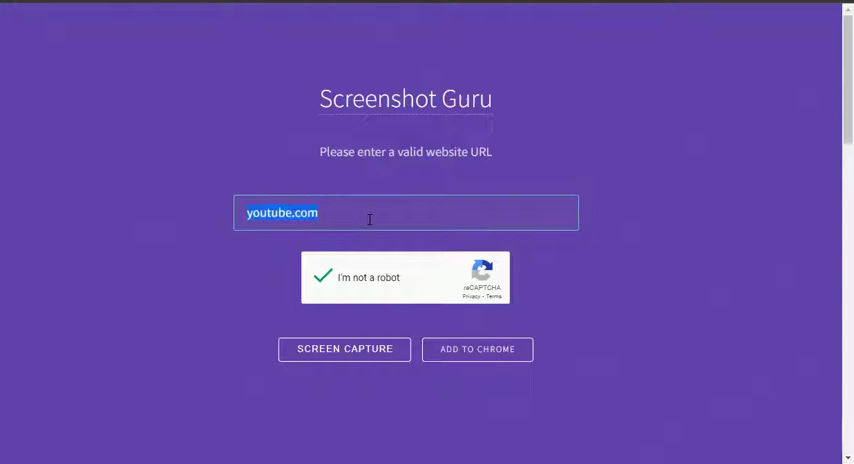 Screenshot Guru
Please enter a valid website URL
youtube.com
I'm not a robot
reCAPTCHA
Privacy - Terms
SCREEN CAPTURE
ADD TO CHROME